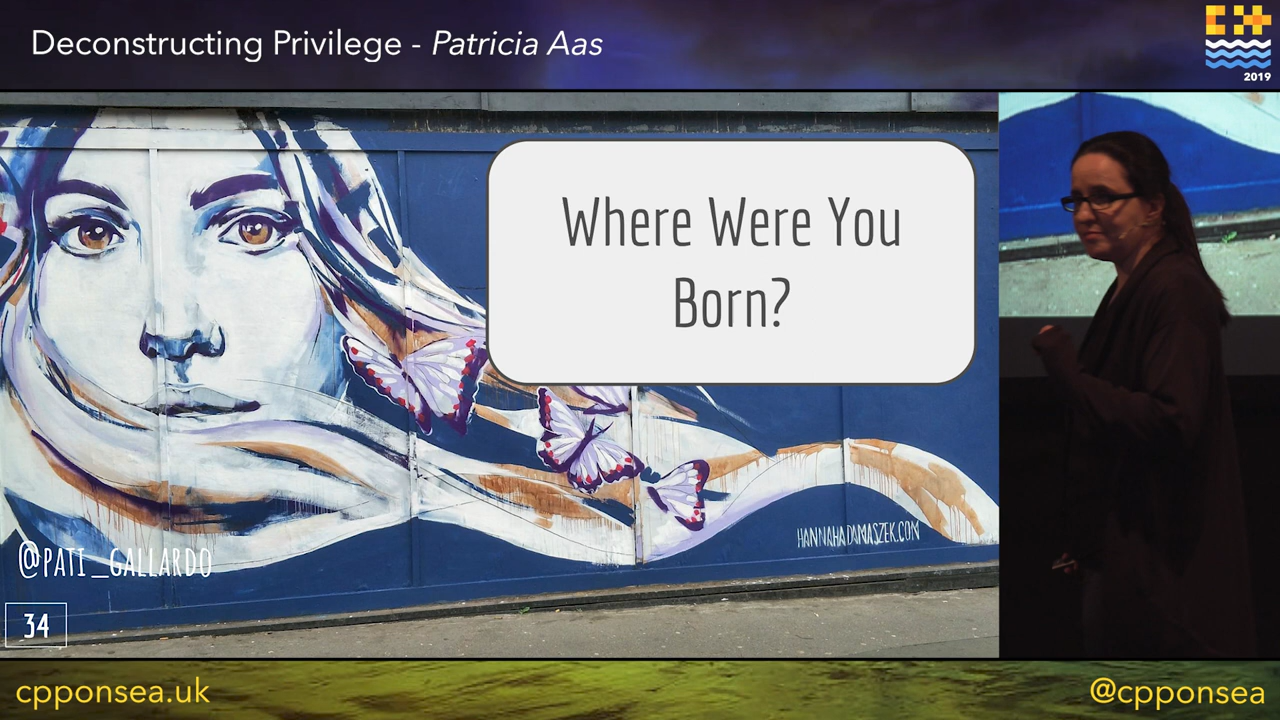 Deconstructing Privilege - Patricia Aas
2019
Where Were You
Born?
HANNAHADAMASZEK.COM
@PATI_GALLARDO
34
cpponsea.uk
@cpponsea